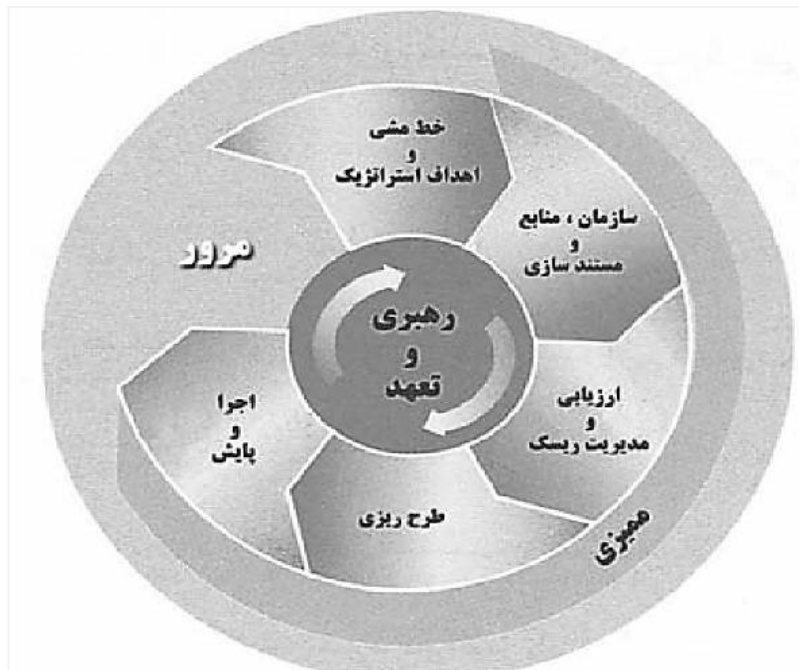 خط مشی
و
اهداف استراتژیک
سازمان ، منابع
و
مستند سازی
ارزیابی
و
مدیریت ریسک
طرح ریزی
اجرا
و
پایش
رهبری
و
تعهد
مرور
ممیزی